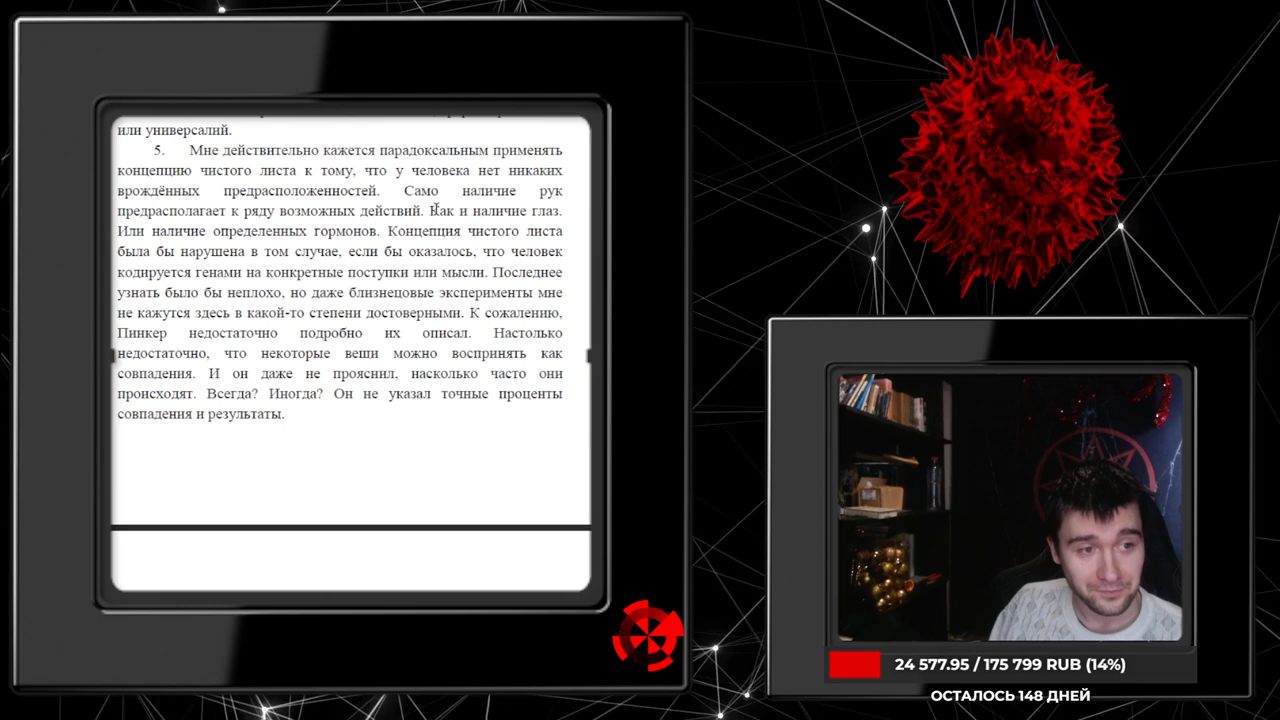 или универсалий.
5. Мне действительно кажется парадоксальным применять
концепцию чистого листа к тому, что у человека нет никаких
врождённых предрасположенностей. Само наличие рук
предрасполагает к ряду возможных действий. Как и наличие глаз.
Или наличие определенных гормонов. Концепция чистого листа
была бы нарушена в том случае, если бы оказалось, что человек
кодируется генами на конкретные поступки или мысли. Последнее
узнать было бы неплохо, но даже близнецовые эксперименты мне
не кажутся здесь в какой-то степени достоверными. К сожалению,
Пинкер недостаточно подробно их описал. Настолько
недостаточно, что некоторые вещи можно воспринять как
совпадения. И он даже не прояснил, насколько часто они
происходят. Всегда? Иногда? Он не указал точные проценты
совпадения и результаты.
24 577.95 / 175 799 RUB (14%)
ОСТАЛОСЬ 148 ДНЕЙ